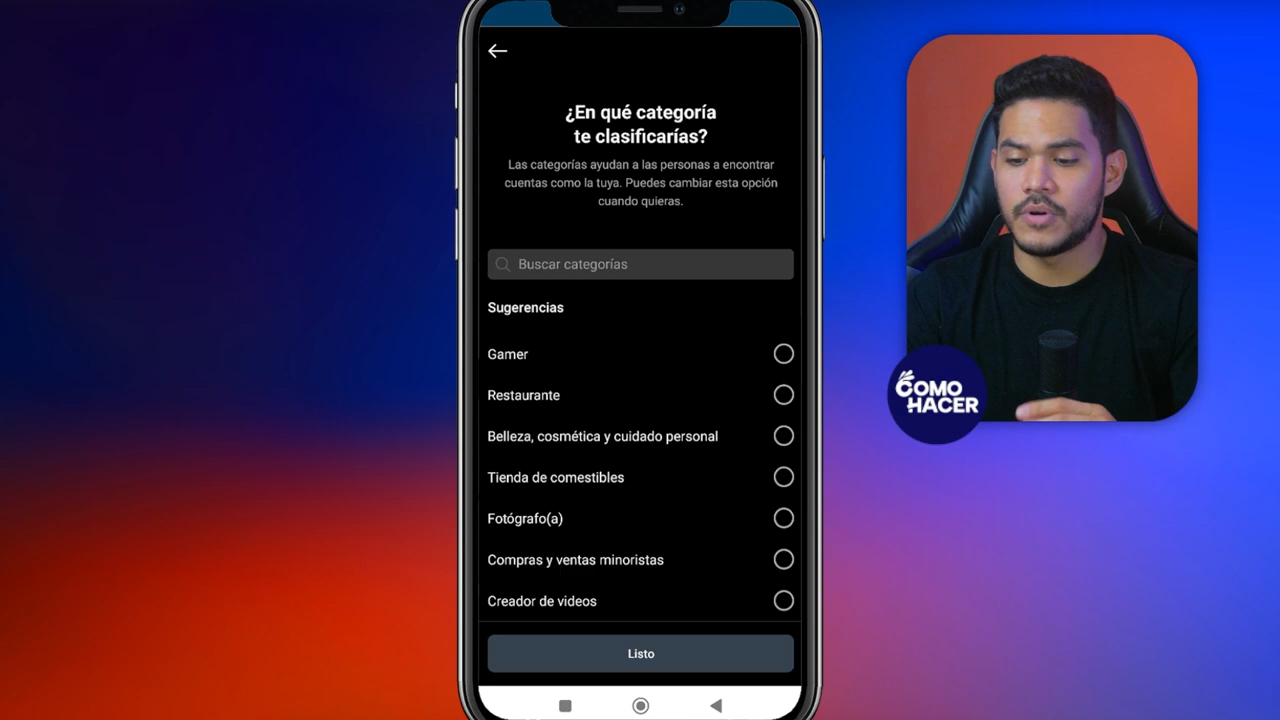 ¿En qué categoría
te clasificarías?
Las categorías ayudan a las personas a encontrar
cuentas como la tuya. Puedes cambiar esta opción
cuando quieras.
Buscar categorías
Sugerencias
Gamer
Restaurante
Belleza, cosmética y cuidado personal
Tienda de comestibles
Fotógrafo(a)
Compras y ventas minoristas
Creador de videos
Listo
COMO
HACER